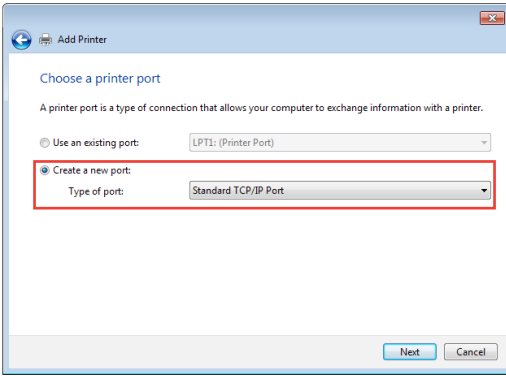 Add Printer
Choose a printer port
A printer port is a type of connection that allows your computer to exchange information with a printer.
Use an existing port: LPT1: (Printer Port)
Create a new port:
Type of port: Standard TCP/IP Port
Next Cancel